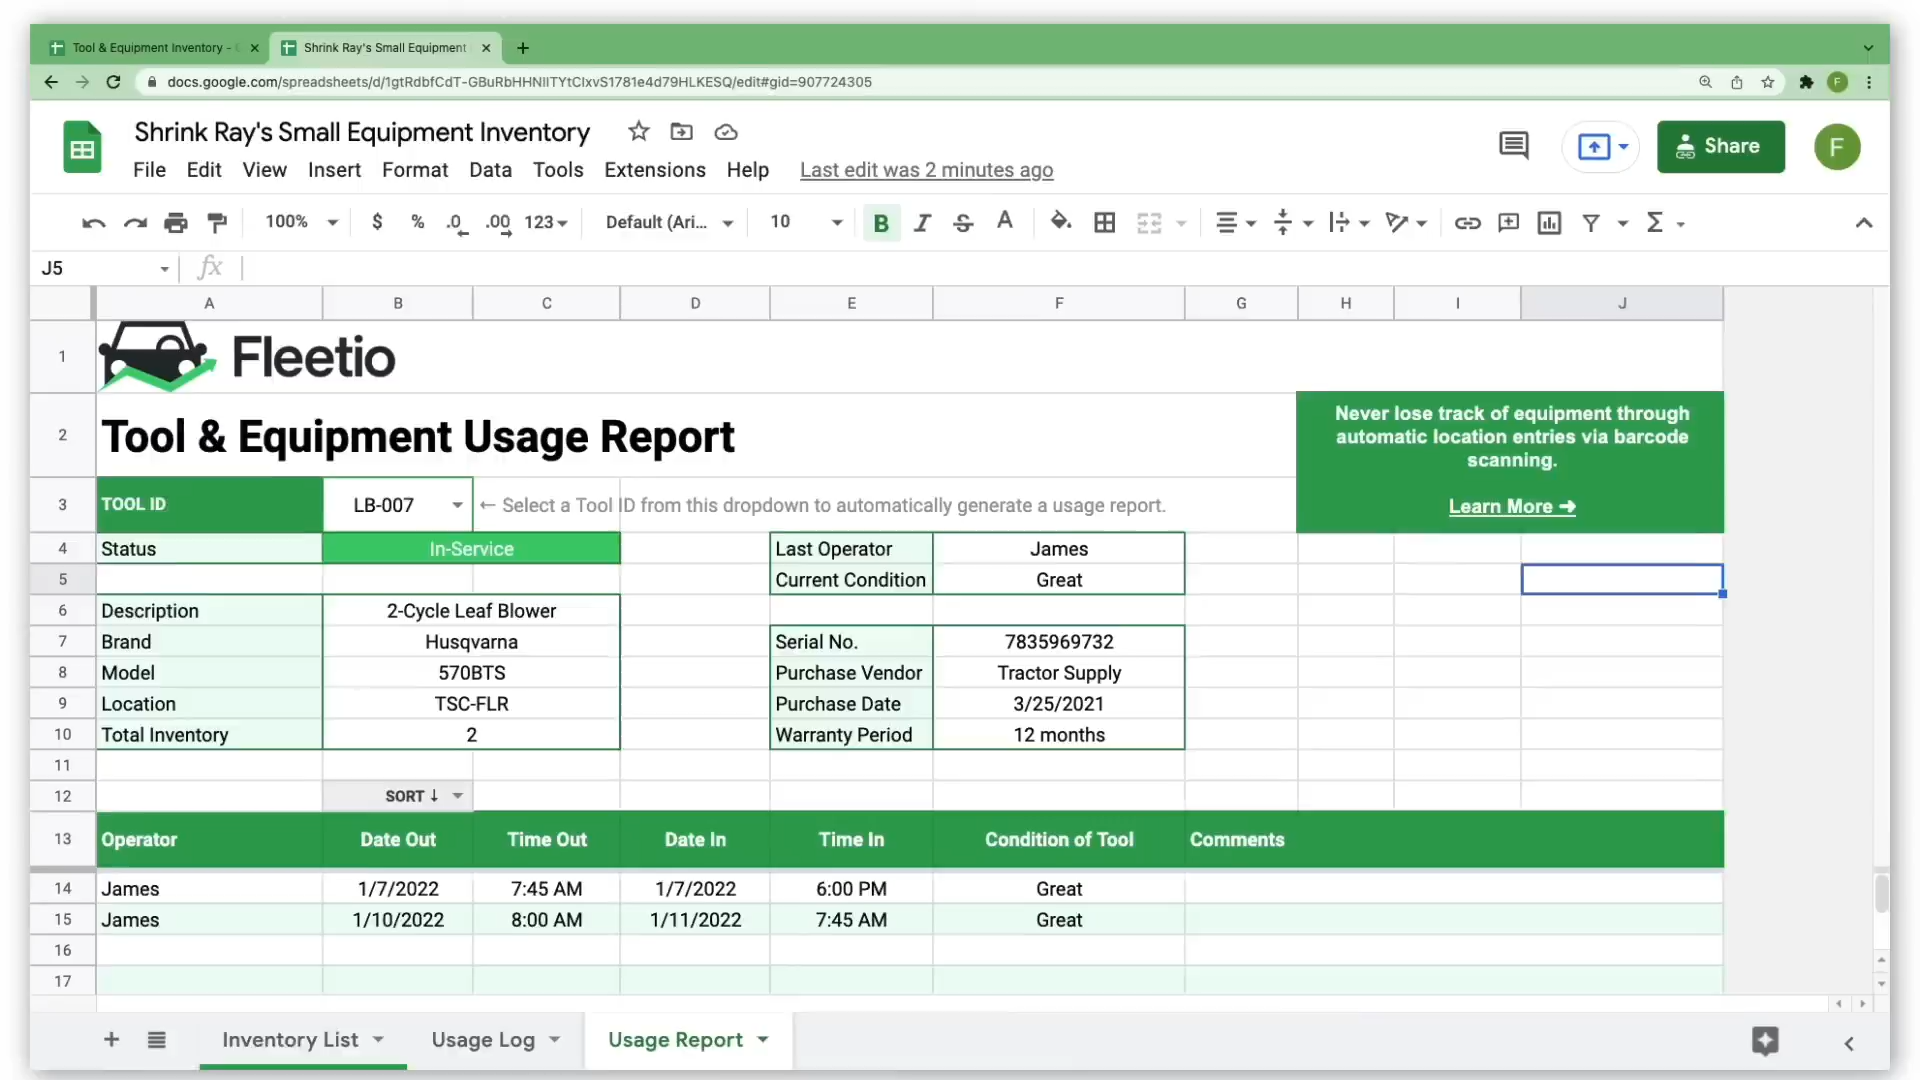 Tool & Equipment Inventory -
Shrink Ray's Small Equipment
docs.google.com/spreadsheets/d/1gtRdbfCdT-GBuRbHHNIITYtCIxvS1781e4d79HLKESQ/edit#gid=907724305
F
Shrink Ray's Small Equipment Inventory
Share
F
File Edit View Insert Format Data Tools Extensions Help Last edit was 2 minutes ago
100% $ % .0 .00 123 Default (Ari... 10 B I S A Σ
J5 fx
A B C D E F G H I J
1 Fleetio
2 Tool & Equipment Usage Report
Never lose track of equipment through
automatic location entries via barcode
scanning.
Learn More ➜
3 TOOL ID LB-007 ← Select a Tool ID from this dropdown to automatically generate a usage report.
4 Status In-Service Last Operator James
5 Current Condition Great
6 Description 2-Cycle Leaf Blower
7 Brand Husqvarna Serial No. 7835969732
8 Model 570BTS Purchase Vendor Tractor Supply
9 Location TSC-FLR Purchase Date 3/25/2021
10 Total Inventory 2 Warranty Period 12 months
11
12 SORT ↓
13 Operator Date Out Time Out Date In Time In Condition of Tool Comments
14 James 1/7/2022 7:45 AM 1/7/2022 6:00 PM Great
15 James 1/10/2022 8:00 AM 1/11/2022 7:45 AM Great
16
17
Inventory List Usage Log Usage Report